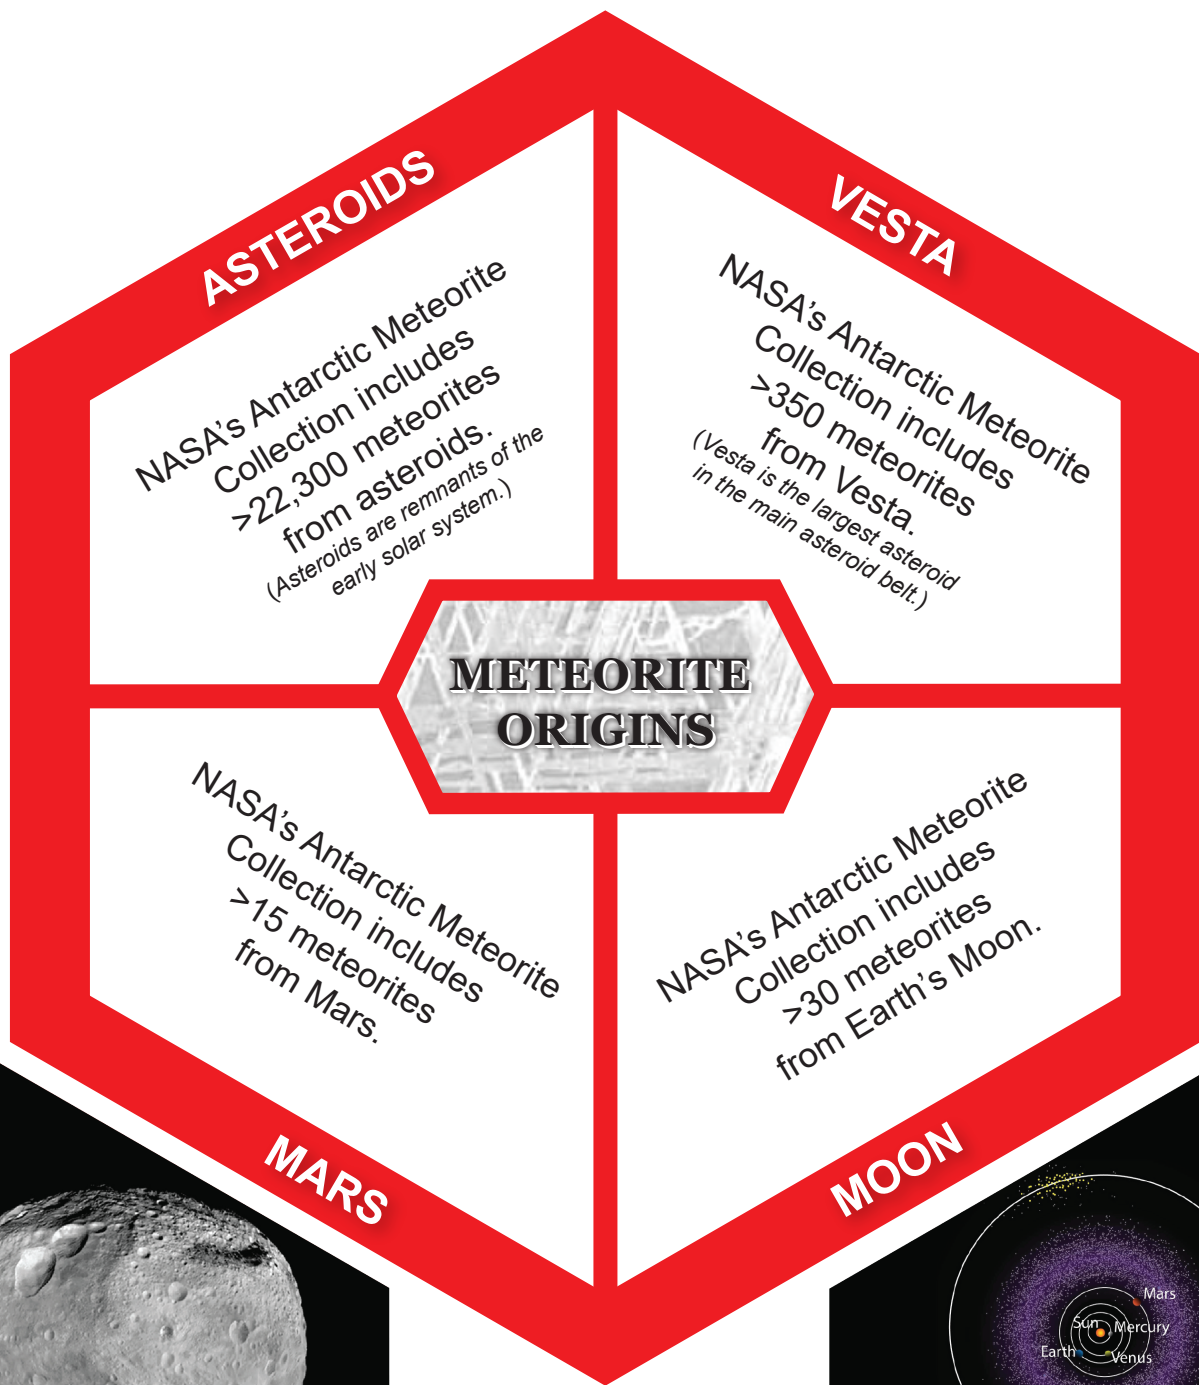 ASTEROIDS
NASA's Antarctic Meteorite
Collection includes
>22,300 meteorites
from asteroids.
(Asteroids are remnants of the
early solar system.)
VESTA
NASA's Antarctic Meteorite
Collection includes
>350 meteorites
from Vesta.
(Vesta is the largest asteroid
in the main asteroid belt.)
METEORITE
ORIGINS
NASA's Antarctic Meteorite
Collection includes
>15 meteorites
from Mars.
MARS
NASA's Antarctic Meteorite
Collection includes
>30 meteorites
from Earth's Moon.
MOON
Mars
Sun
Mercury
Earth
Venus